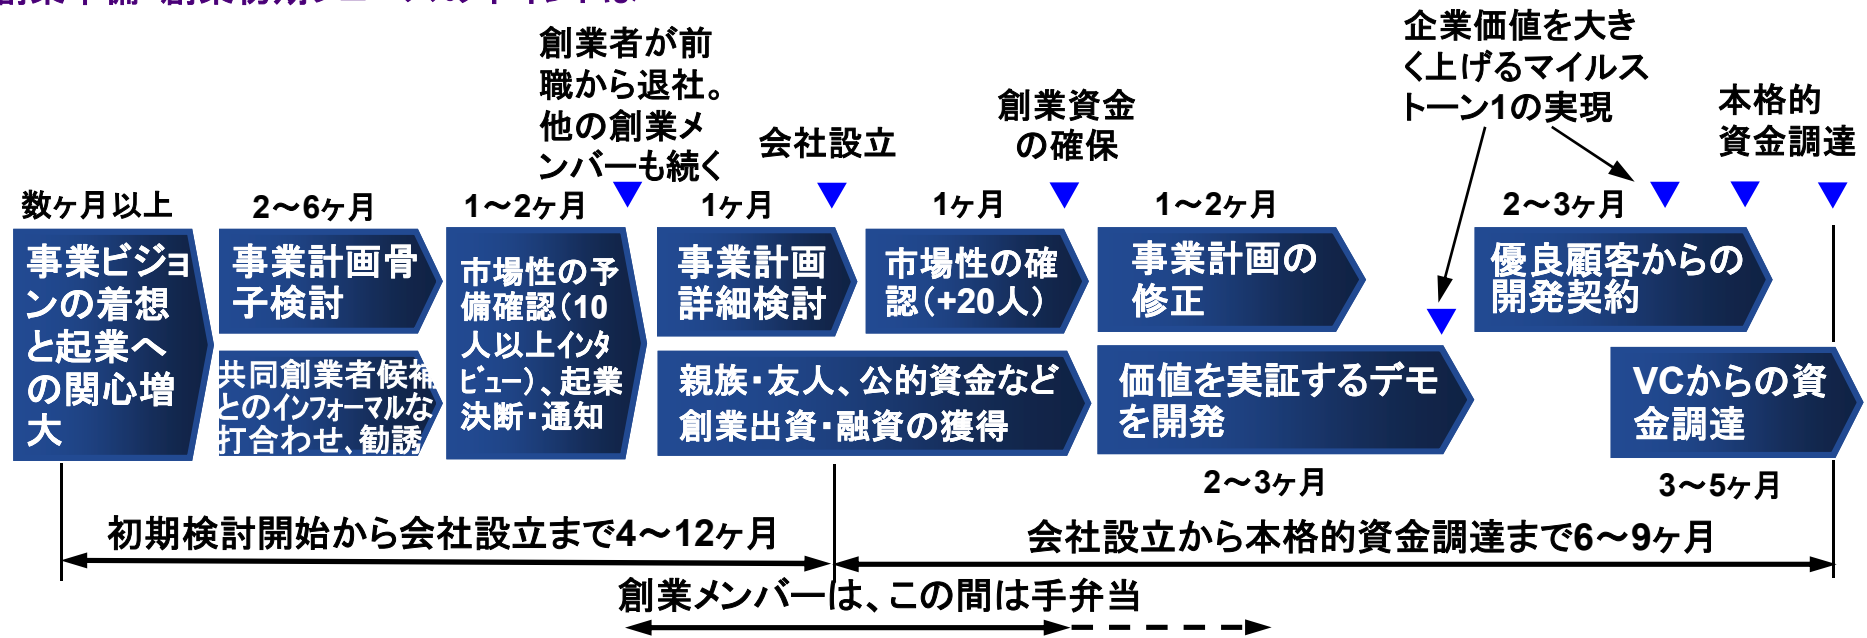 創業者が前
職から退社。
他の創業メ
ンバーも続く
会社設立
創業資金
の確保
企業価値を大き
く上げるマイルス
トーン1の実現
本格的
資金調達
数ヶ月以上
2〜6ヶ月
1〜2ヶ月
1ヶ月
1ヶ月
1〜2ヶ月
2〜3ヶ月
事業ビジョ
ンの着想
と起業へ
の関心増
大
事業計画骨
子検討
共同創業者候補
とのインフォーマルな
打合わせ、勧誘
市場性の予
備確認(10
人以上インタ
ビュー)、起業
決断・通知
事業計画
詳細検討
市場性の確
認(+20人)
親族・友人、公的資金など
創業出資・融資の獲得
事業計画の
修正
価値を実証するデモ
を開発
優良顧客からの
開発契約
VCからの資
金調達
2〜3ヶ月
3〜5ヶ月
初期検討開始から会社設立まで4〜12ヶ月
会社設立から本格的資金調達まで6〜9ヶ月
創業メンバーは、この間は手弁当